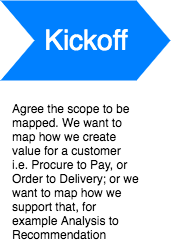 Kickoff
Agree the scope to be
mapped. We want to
map how we create
value for a customer
i.e. Procure to Pay, or
Order to Delivery; or we
want to map how we
support that, for
example Analysis to
Recommendation